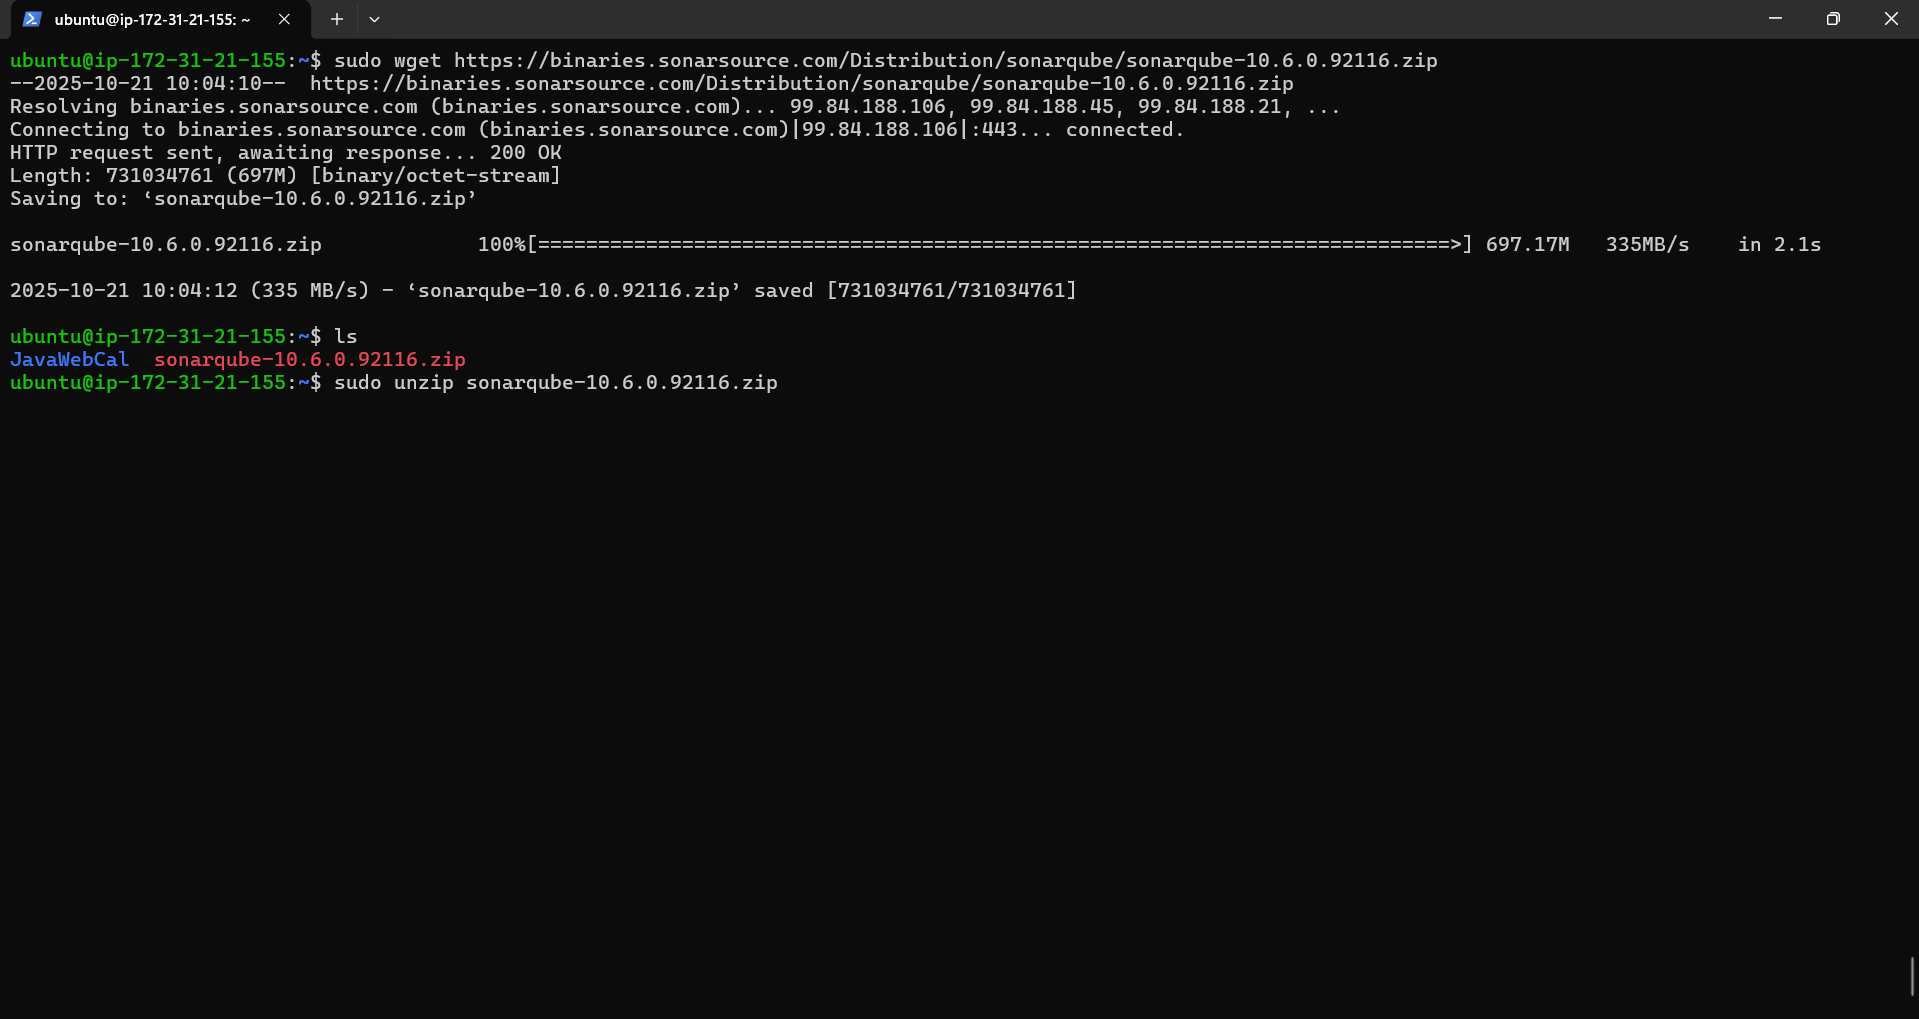 ubuntu@ip-172-31-21-155: ~
ubuntu@ip-172-31-21-155:~$ sudo wget https://binaries.sonarsource.com/Distribution/sonarqube/sonarqube-10.6.0.92116.zip
--2025-10-21 10:04:10--  https://binaries.sonarsource.com/Distribution/sonarqube/sonarqube-10.6.0.92116.zip
Resolving binaries.sonarsource.com (binaries.sonarsource.com)... 99.84.188.106, 99.84.188.45, 99.84.188.21, ...
Connecting to binaries.sonarsource.com (binaries.sonarsource.com)|99.84.188.106|:443... connected.
HTTP request sent, awaiting response... 200 OK
Length: 731034761 (697M) [binary/octet-stream]
Saving to: ‘sonarqube-10.6.0.92116.zip’
sonarqube-10.6.0.92116.zip             100%[============================================================================>] 697.17M   335MB/s    in 2.1s
2025-10-21 10:04:12 (335 MB/s) - ‘sonarqube-10.6.0.92116.zip’ saved [731034761/731034761]
ubuntu@ip-172-31-21-155:~$ ls
JavaWebCal  sonarqube-10.6.0.92116.zip
ubuntu@ip-172-31-21-155:~$ sudo unzip sonarqube-10.6.0.92116.zip